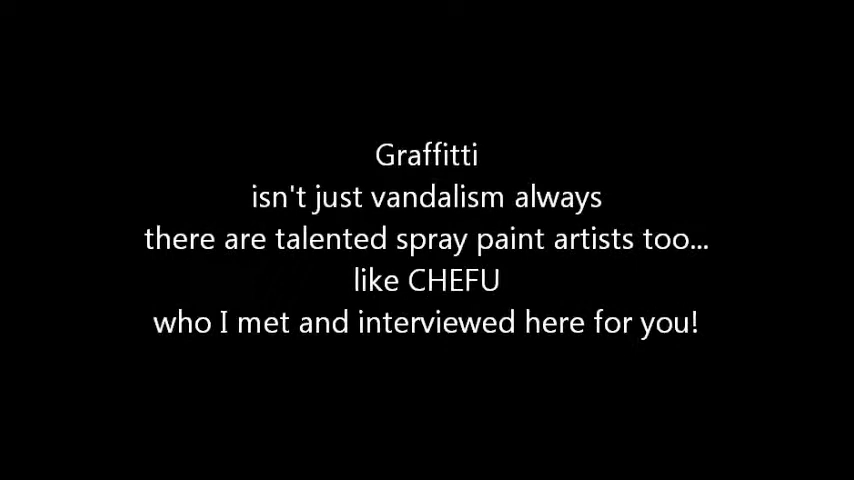 Graffitti
isn't just vandalism always
there are talented spray paint artists too...
like CHEFU
who I met and interviewed here for you!